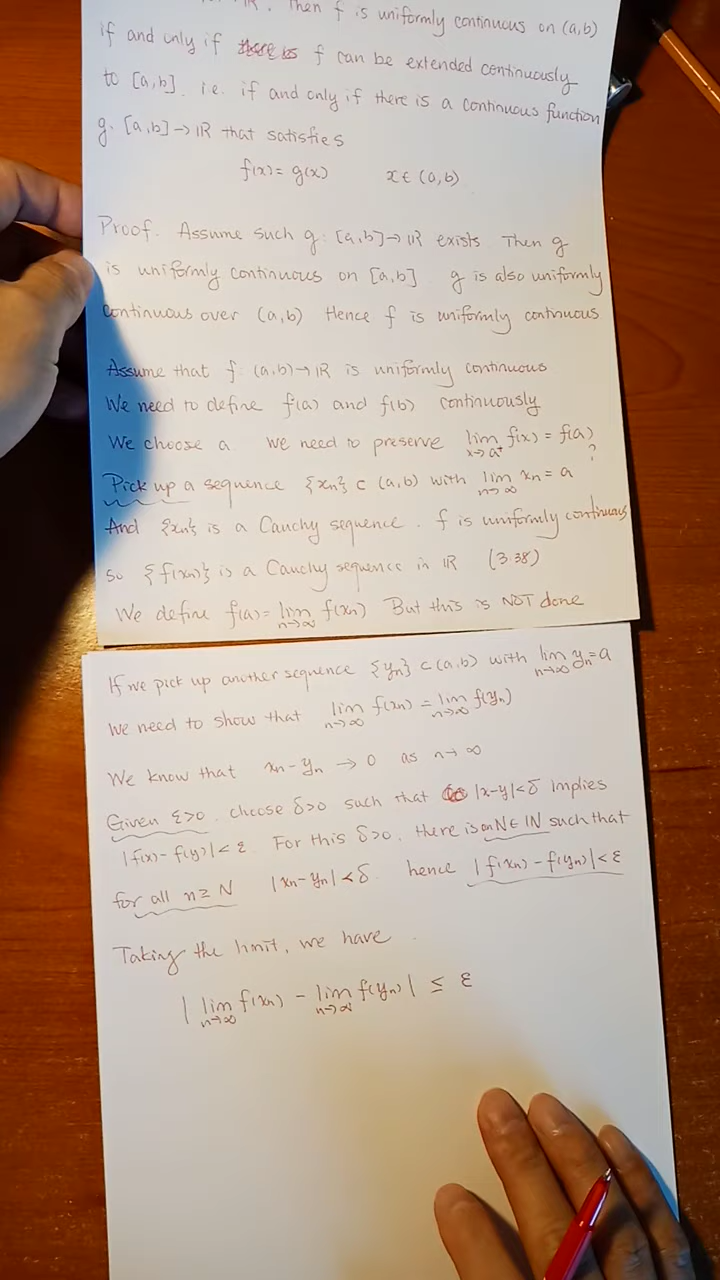 Then f is uniformly continuous on (a,b)
if and only if f can be extended continuously
to [a,b]. i.e. if and only if there is a continuous function
g: [a,b] → ℝ that satisfies
f(x) = g(x) x ∈ (a,b)
Proof. Assume such g: [a,b] → ℝ exists. Then g
is uniformly continuous on [a,b] g is also uniformly
continuous over (a,b) Hence f is uniformly continuous
Assume that f: (a,b) → ℝ is uniformly continuous
We need to define f(a) and f(b) continuously
We choose a we need to preserve lim_{x→a⁺} f(x) = f(a) ?
Pick up a sequence {xn} ⊂ (a,b) with lim_{n→∞} xn = a
And {xn} is a Cauchy sequence. f is uniformly continuous
so {f(xn)} is a Cauchy sequence in ℝ (3.38)
We define f(a) = lim_{n→∞} f(xn) But this is NOT done
If we pick up another sequence {yn} ⊂ (a,b) with lim_{n→∞} yn = a
We need to show that lim_{n→∞} f(xn) = lim_{n→∞} f(yn)
We know that xn - yn → 0 as n → ∞
Given ε>0, choose δ>0 such that |x-y|<δ implies
|f(x) - f(y)| < ε For this δ>0, there is an N ∈ ℕ such that
for all n ≥ N |xn - yn| < δ. hence |f(xn) - f(yn)| < ε
Taking the limit, we have
| lim_{n→∞} f(xn) - lim_{n→∞} f(yn) | ≤ ε